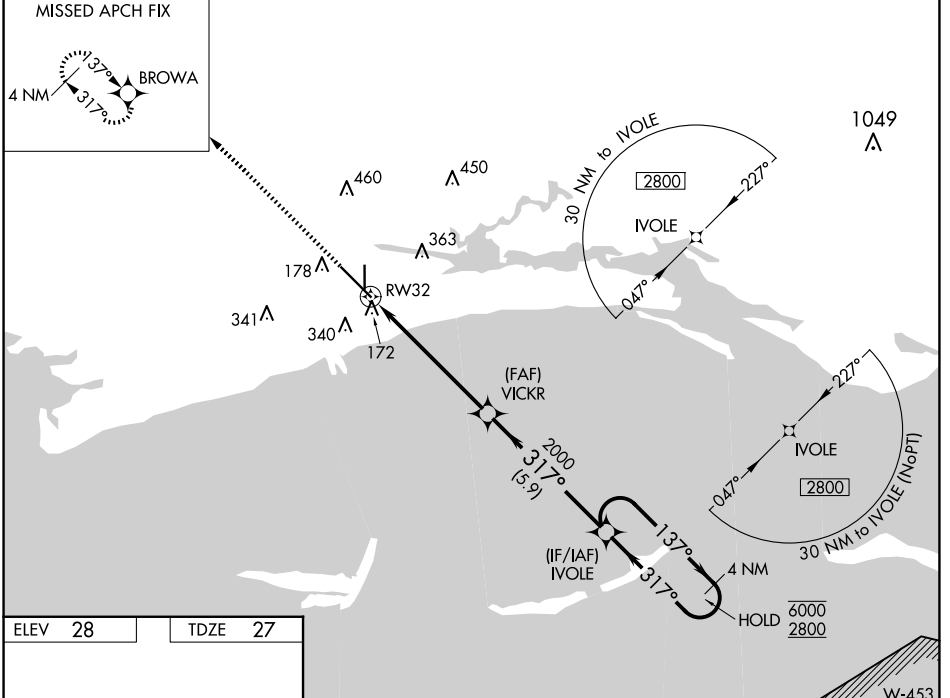 MISSED APCH FIX
137°
BROWA
4 NM
317°
1049
30 NM to IVOLE
460
450
2800
227°
IVOLE
363
178
047°
RW32
341
340
172
(FAF)
VICKR
227°
2000
317°
(5.9)
IVOLE
047°
2800
30 NM to IVOLE (NoPT)
137°
(IF/IAF)
IVOLE
4 NM
317°
HOLD 6000
2800
ELEV 28
TDZE 27
W-453